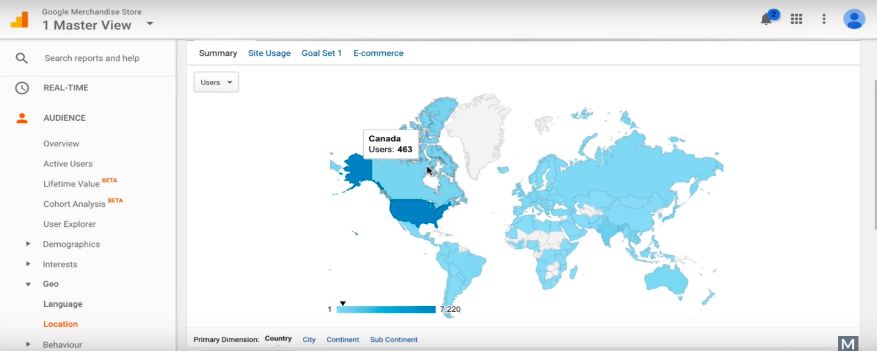 Google Merchandise Store
1 Master View
2
Search reports and help
REAL-TIME
AUDIENCE
Overview
Active Users
Lifetime Value BETA
Cohort Analysis BETA
User Explorer
Demographics
Interests
Geo
Language
Location
Behaviour
Summary Site Usage Goal Set 1 E-commerce
Users
Canada
Users: 463
1 7,220
Primary Dimension: Country City Continent Sub Continent
M